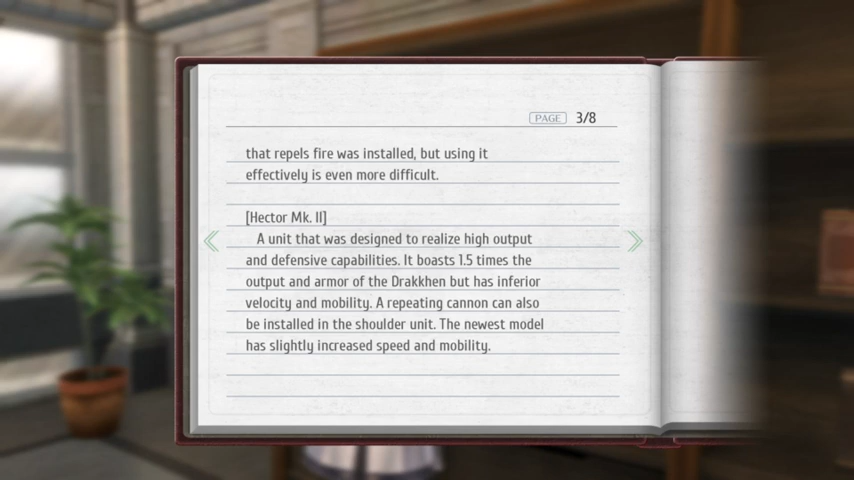 PAGE 3/8
that repels fire was installed, but using it
effectively is even more difficult.
[Hector Mk. II]
A unit that was designed to realize high output
and defensive capabilities. It boasts 1.5 times the
output and armor of the Drakkhen but has inferior
velocity and mobility. A repeating cannon can also
be installed in the shoulder unit. The newest model
has slightly increased speed and mobility.